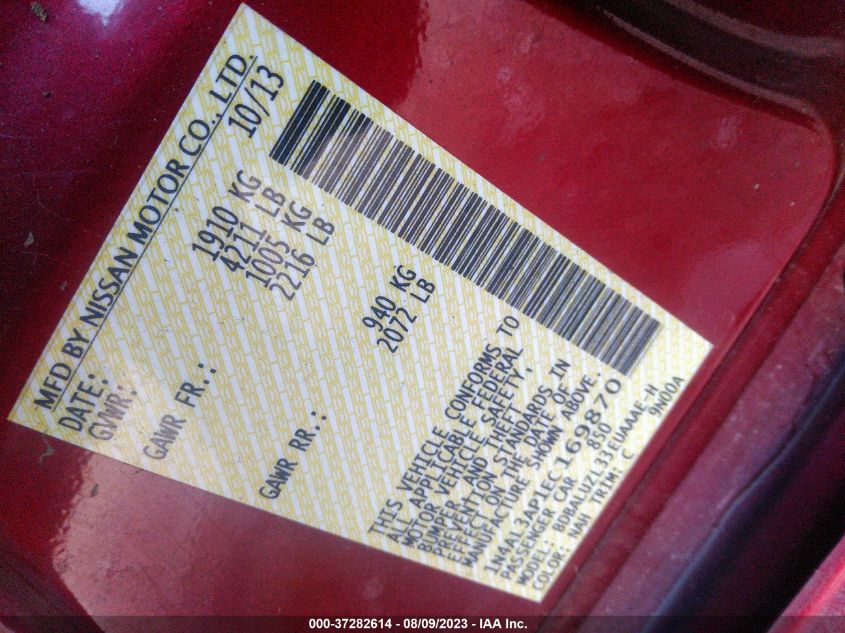 MFD BY NISSAN MOTOR CO., LTD.
DATE: 10/13
GVWR: 1910 KG
4211 LB
GAWR FR.: 1005 KG
2216 LB
GAWR RR.: 940 KG
2072 LB
THIS VEHICLE CONFORMS TO
ALL APPLICABLE FEDERAL
MOTOR VEHICLE SAFETY,
BUMPER, AND THEFT
PREVENTION STANDARDS IN
EFFECT ON THE DATE OF
MANUFACTURE SHOWN ABOVE.
1N4AL3AP1EC169870
PASSENGER CAR 850
MODEL: BDBALUZL33EUAAAE-H
COLOR: NAH TRIM: C 9N00A
000-37282614 - 08/09/2023 - IAA Inc.